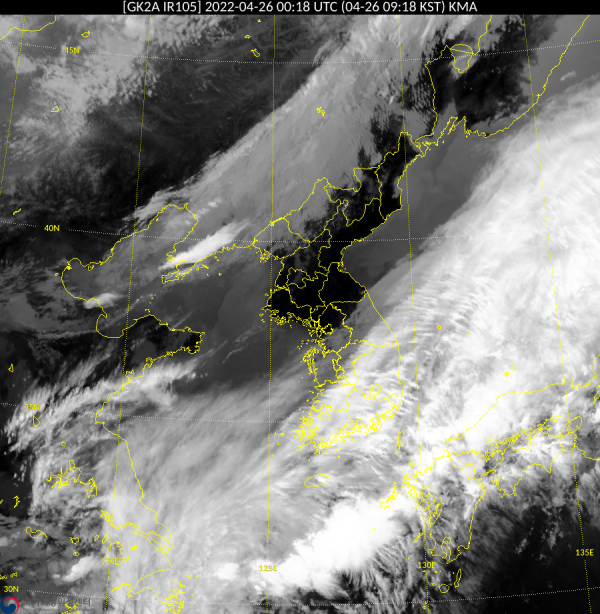 [GK2A IR105] 2022-04-26 00:18 UTC (04-26 09:18 KST) KMA
45N
40N
35N
125E
130E
135E
30N